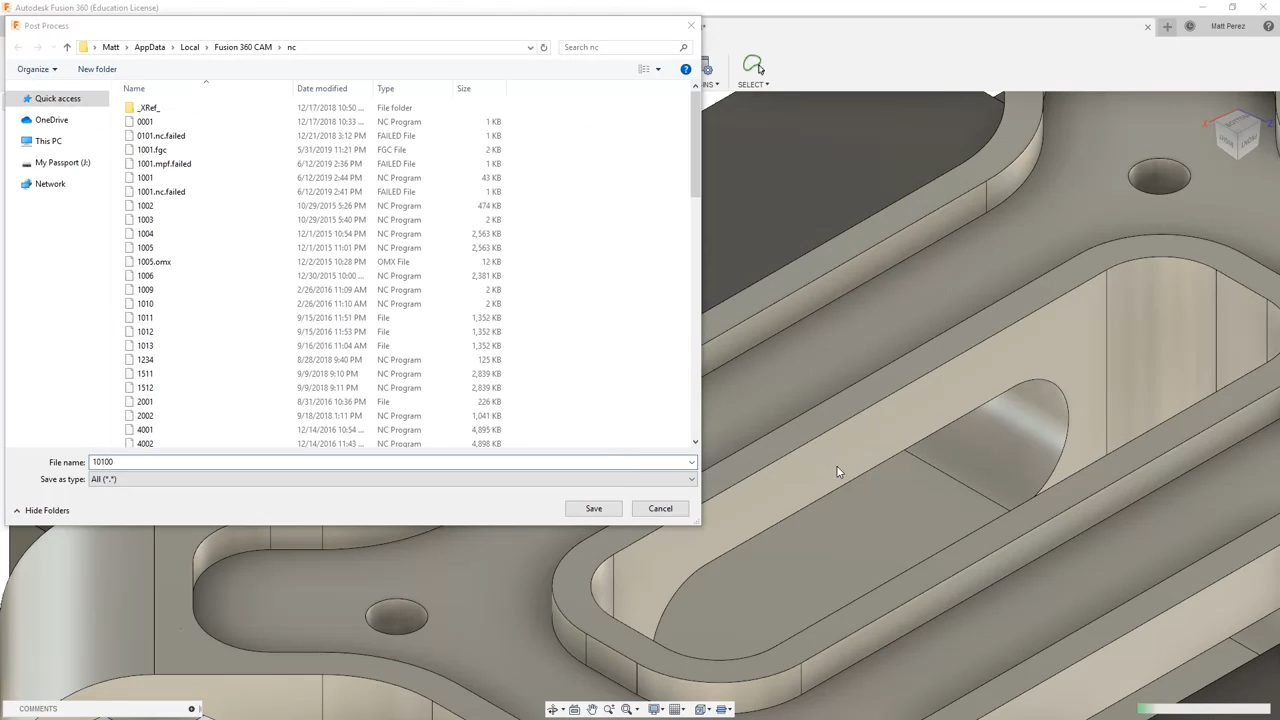 Autodesk Fusion 360 (Education License)
Post Process
Matt > AppData > Local > Fusion 360 CAM > nc
Search nc
Matt Perez
Organize
New folder
SELECT
Name Date modified Type Size
Quick access
OneDrive
This PC
My Passport (J:)
Network
_XRef_ 12/17/2018 10:50 ... File folder
0001 12/17/2018 10:33 ... NC Program 1 KB
0101.nc.failed 12/21/2018 3:12 PM FAILED File 1 KB
1001.fgc 5/31/2019 11:21 PM FGC File 2 KB
1001.mpf.failed 6/12/2019 2:36 PM FAILED File 1 KB
1001 6/12/2019 2:44 PM NC Program 43 KB
1001.nc.failed 6/12/2019 2:41 PM FAILED File 1 KB
1002 10/29/2015 5:26 PM NC Program 474 KB
1003 10/29/2015 5:40 PM NC Program 2 KB
1004 12/1/2015 10:54 PM NC Program 2,563 KB
1005 12/1/2015 11:01 PM NC Program 2,563 KB
1005.omx 12/2/2015 10:28 PM OMX File 12 KB
1006 12/30/2015 10:00 ... NC Program 2,381 KB
1009 2/26/2016 11:09 AM NC Program 2 KB
1010 2/26/2016 11:10 AM NC Program 2 KB
1011 9/15/2016 11:51 PM File 1,352 KB
1012 9/15/2016 11:53 PM File 1,352 KB
1013 9/16/2016 11:04 AM File 1,352 KB
1234 8/28/2018 9:40 PM NC Program 125 KB
1511 9/9/2018 9:10 PM NC Program 2,839 KB
1512 9/9/2018 9:11 PM NC Program 2,839 KB
2001 8/31/2016 10:36 PM File 226 KB
2002 9/18/2018 1:11 PM NC Program 1,041 KB
4001 12/14/2016 10:54 ... NC Program 4,895 KB
4002 12/14/2016 11:43 ... NC Program 4,898 KB
File name: 10100
Save as type: All (*.*)
Hide Folders
Save
Cancel
COMMENTS